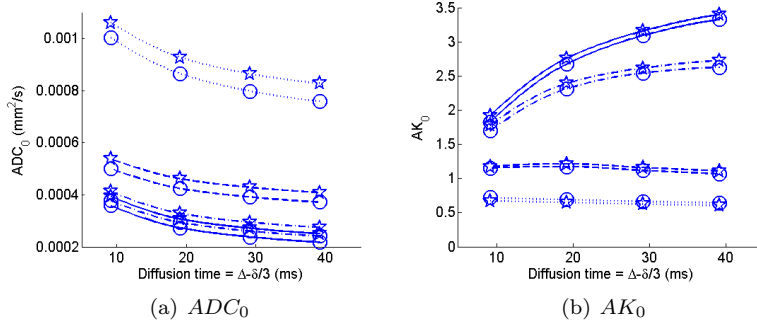 0.001
0.0008
0.0006
0.0004
0.0002
ADC₀ (mm²/s)
10 20 30 40
Diffusion time = Δ-δ/3 (ms)
(a) ADC₀
3.5
3
2.5
2
1.5
1
0.5
0
AK₀
10 20 30 40
Diffusion time = Δ-δ/3 (ms)
(b) AK₀